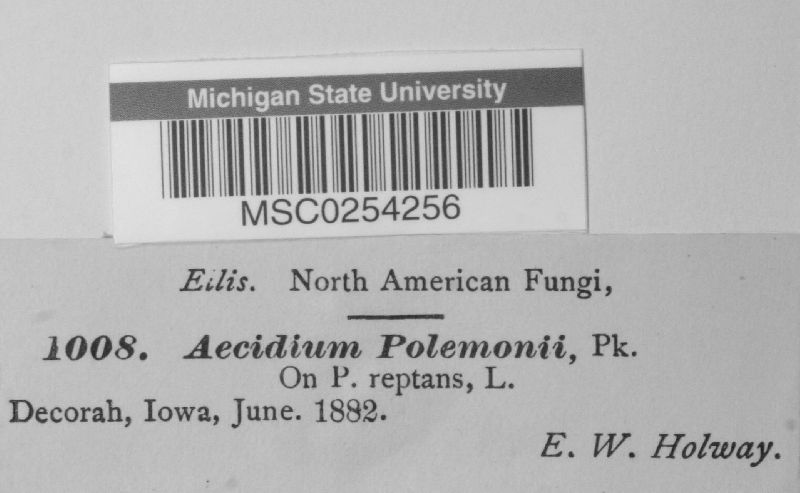 Michigan State University
MSC0254256
Ellis. North American Fungi,
1008. Aecidium Polemonii, Pk.
On P. reptans, L.
Decorah, Iowa, June. 1882.
E. W. Holway.